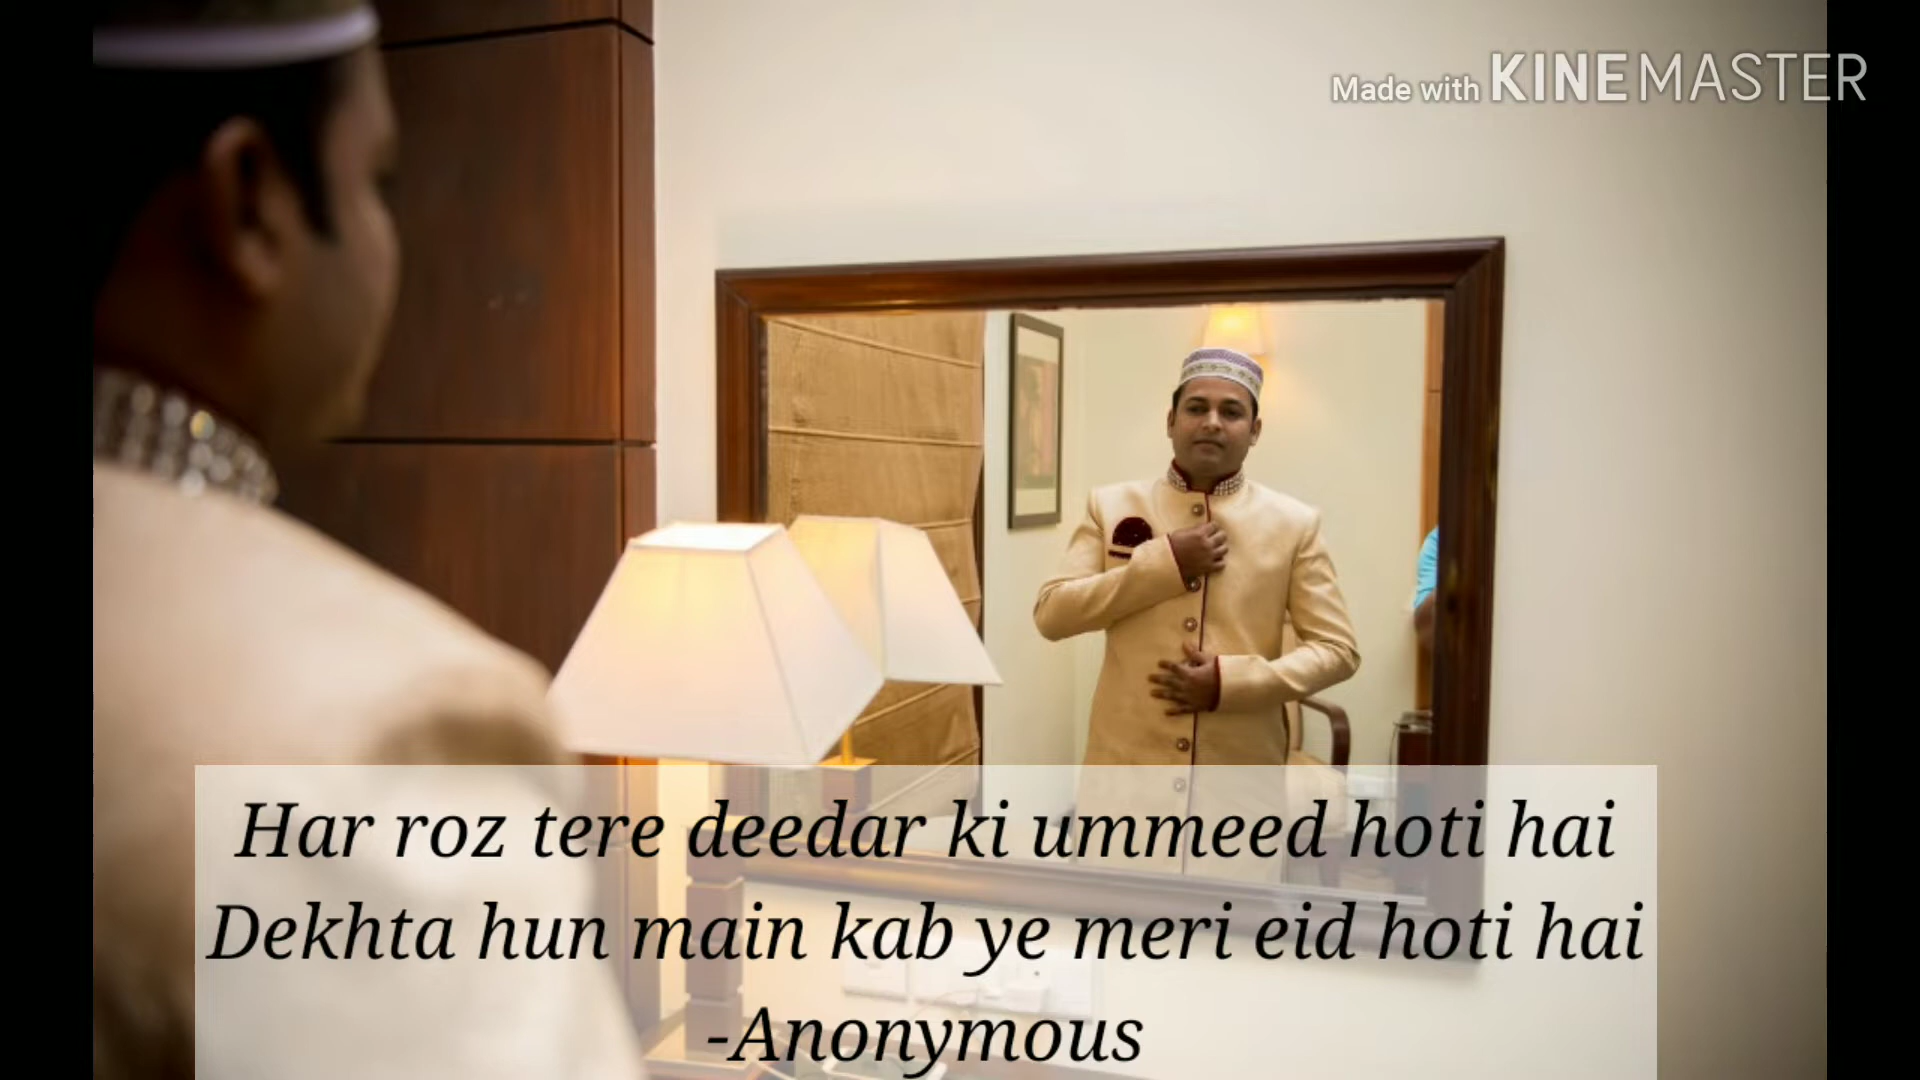 Made with KINEMASTER
Har roz tere deedar ki ummeed hoti hai
Dekhta hun main kab ye meri eid hoti hai
-Anonymous